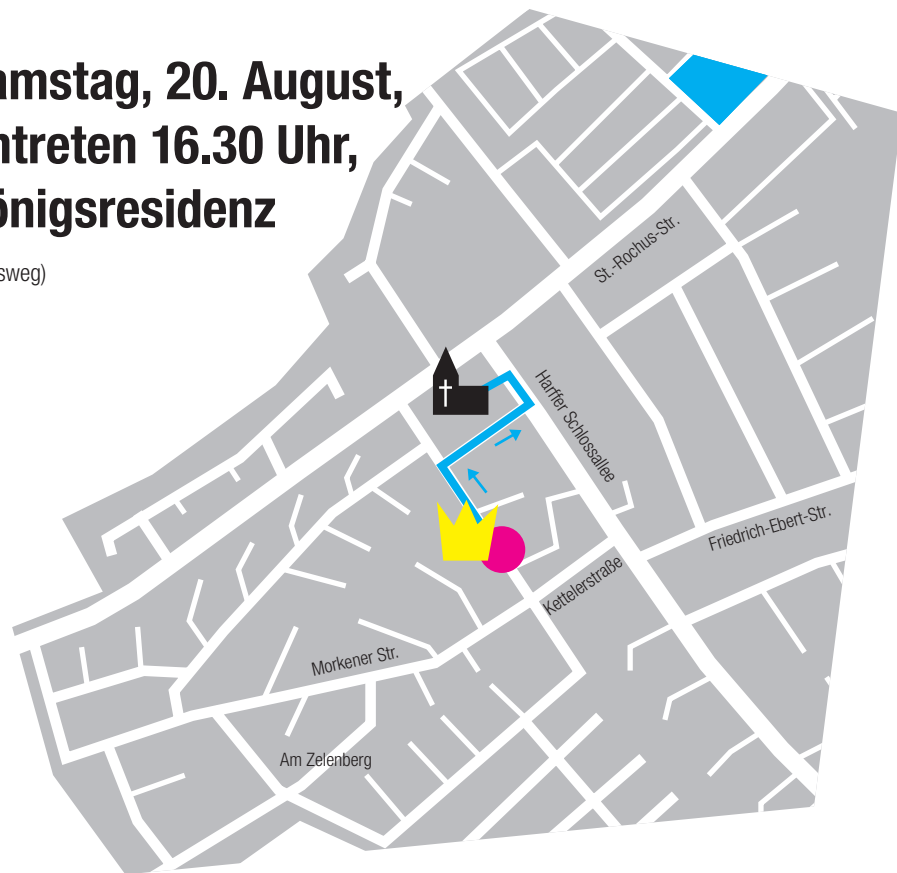 amstag, 20. August,
ntreten 16.30 Uhr,
önigsresidenz
sweg)
St.-Rochus-Str.
Harffer Schlossallee
Friedrich-Ebert-Str.
Kettelerstraße
Morkener Str.
Am Zelenberg